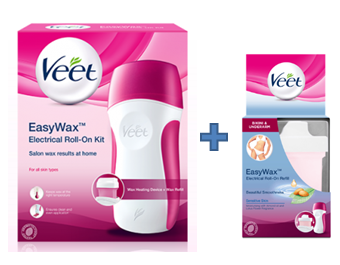 Veet
EasyWax™
Electrical Roll-On Kit
Salon wax results at home
For all skin types
Wax Heating Device + Wax Refill
Veet
BIKINI &
UNDERARM
EasyWax™
Electrical Roll-On Refill
Sensitive Skin
Veet